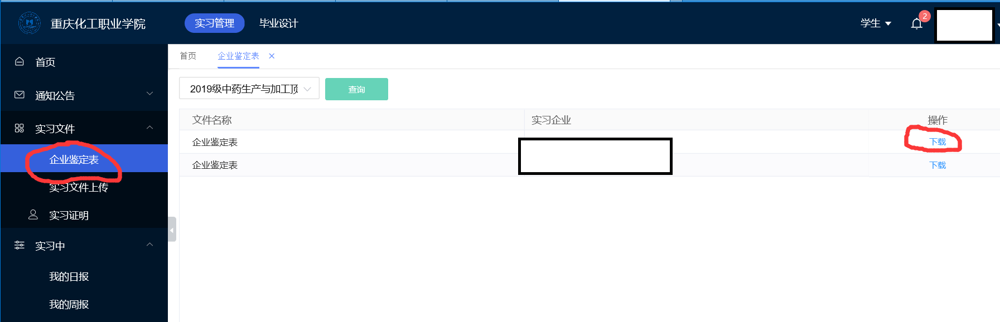 重庆化工职业学院
实习管理 毕业设计
学生
2
首页
通知公告
实习文件
企业鉴定表
实习文件上传
实习证明
实习中
我的日报
我的周报
首页 企业鉴定表 ×
2019级中药生产与加工顶 查询
文件名称 实习企业 操作
企业鉴定表 下载
企业鉴定表 下载